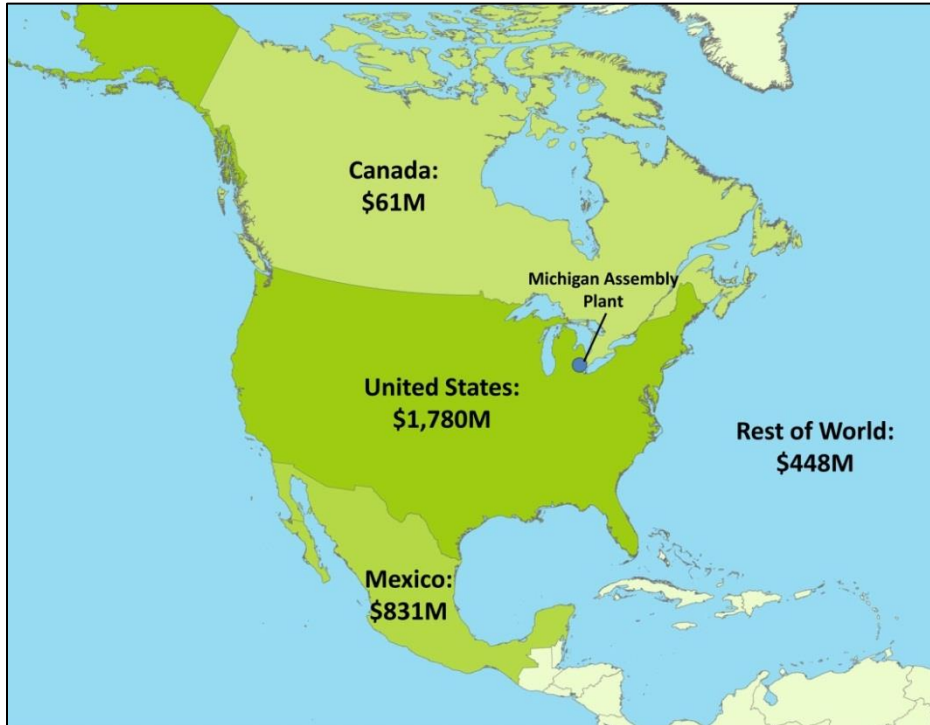 Canada:
$61M
Michigan Assembly
Plant
United States:
$1,780M
Rest of World:
$448M
Mexico:
$831M